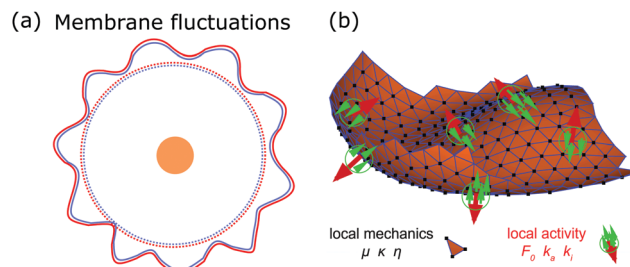 (a) Membrane fluctuations
(b)
local mechanics
μ κ η
local activity
F₀ kₐ kᵢ